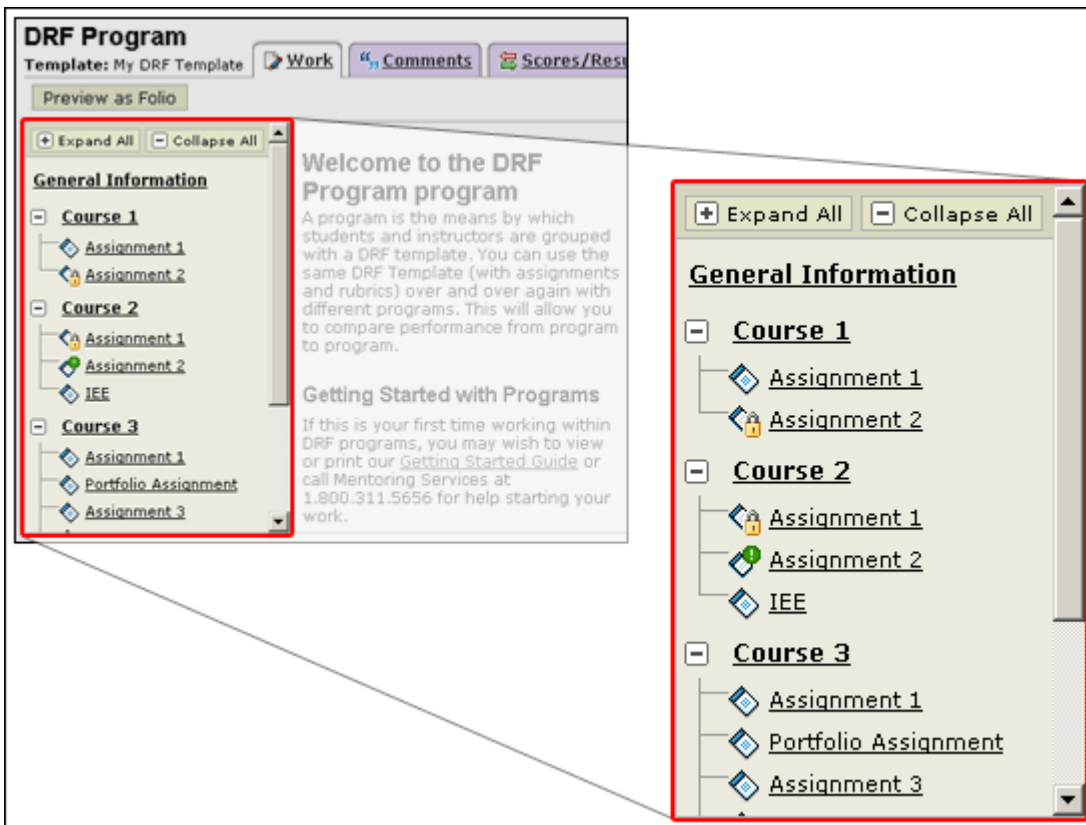 DRF Program
Template: My DRF Template
Work
Comments
Scores/Resu
Preview as Folio
Expand All
Collapse All
General Information
Course 1
Assignment 1
Assignment 2
Course 2
Assignment 1
Assignment 2
IEE
Course 3
Assignment 1
Portfolio Assignment
Assignment 3
Welcome to the DRF
Program program
A program is the means by which
students and instructors are grouped
with a DRF template. You can use the
same DRF Template (with assignments
and rubrics) over and over again with
different programs. This will allow you
to compare performance from program
to program.
Getting Started with Programs
If this is your first time working within
DRF programs, you may wish to view
or print our Getting Started Guide or
call Mentoring Services at
1.800.311.5656 for help starting your
work.
Expand All
Collapse All
General Information
Course 1
Assignment 1
Assignment 2
Course 2
Assignment 1
Assignment 2
IEE
Course 3
Assignment 1
Portfolio Assignment
Assignment 3